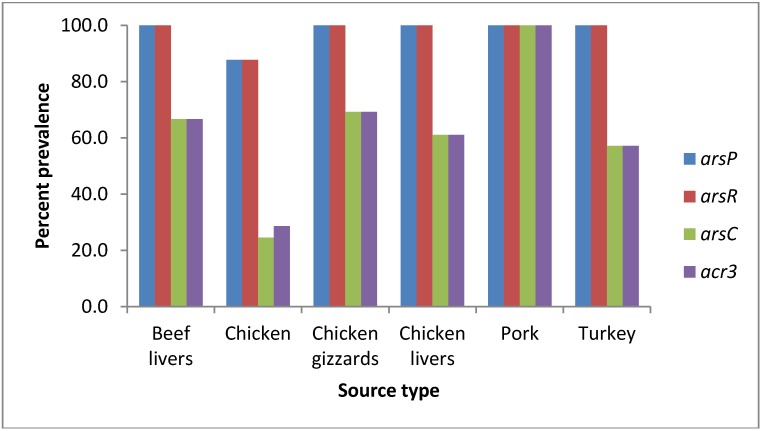 100.0
80.0
60.0
40.0
20.0
0.0
Percent prevalence
Beef livers
Chicken
Chicken gizzards
Chicken livers
Pork
Turkey
Source type
arsP
arsR
arsC
acr3